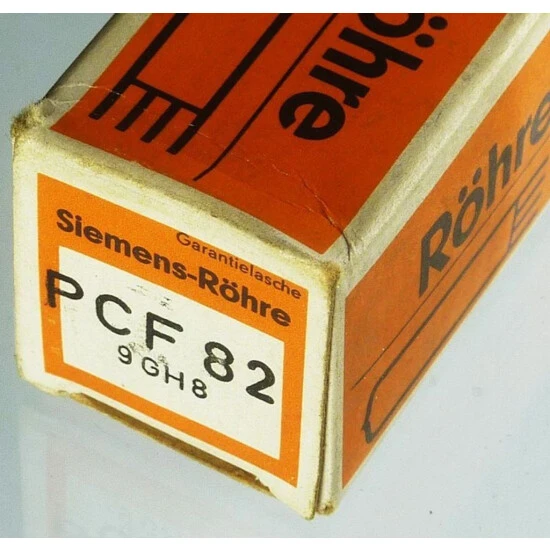 Garantielasche
Siemens-Röhre
PCF 82
9GH8
öhre
Röhre